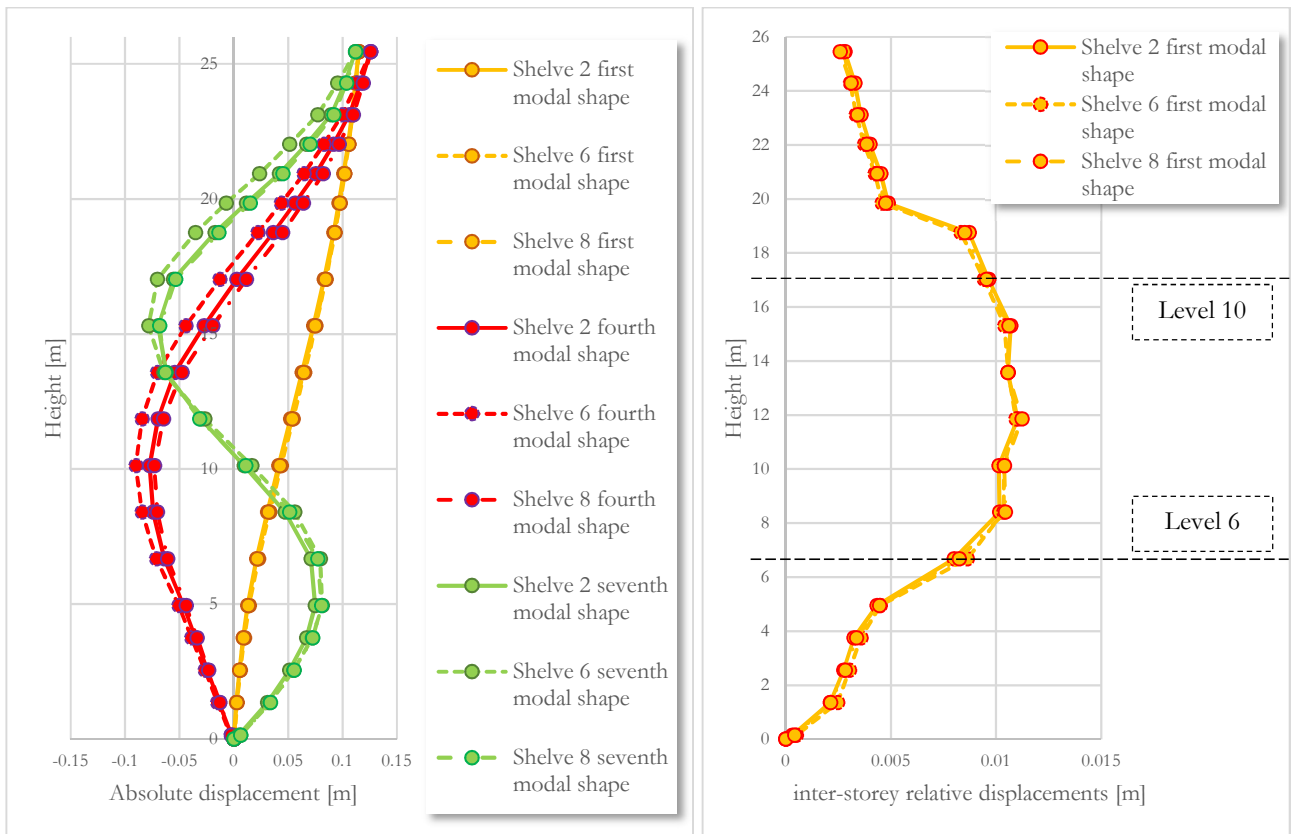 25
20
15
10
5
0
-0.15
-0.1
-0.05
0
0.05
0.1
0.15
Height [m]
Absolute displacement [m]
Shelve 2 first
modal shape
Shelve 6 first
modal shape
Shelve 8 first
modal shape
Shelve 2 fourth
modal shape
Shelve 6 fourth
modal shape
Shelve 8 fourth
modal shape
Shelve 2 seventh
modal shape
Shelve 6 seventh
modal shape
Shelve 8 seventh
modal shape
26
24
22
20
18
16
14
12
10
8
6
4
2
0
0
0.005
0.01
0.015
Height [m]
inter-storey relative displacements [m]
Shelve 2 first modal
shape
Shelve 6 first modal
shape
Shelve 8 first modal
shape
Level 10
Level 6